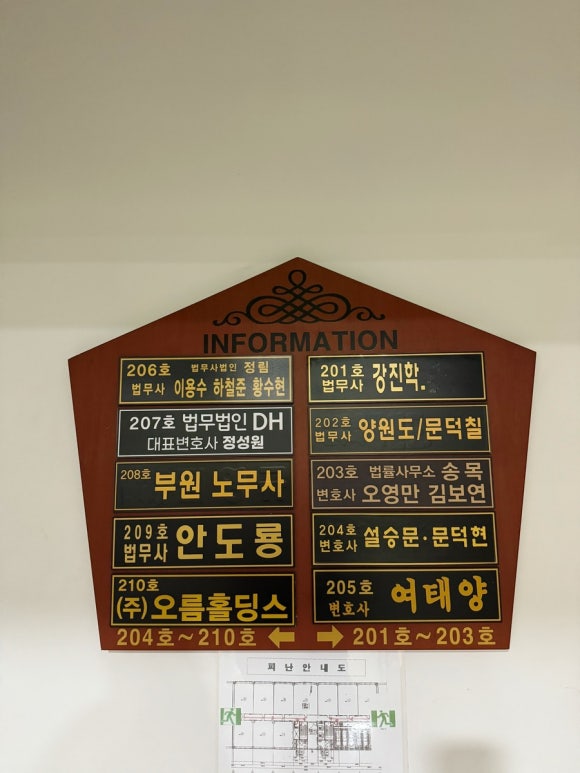 INFORMATION
206호 법무사법인 정림
법무사 이용수 하철준 황수현
207호 법무법인 DH
대표변호사 정성원
208호 부원 노무사
209호
법무사 안도룡
210호
(주)오름홀딩스
204호~210호
201호
법무사 강진학.
202호
법무사 양원도/문덕칠
203호 법률사무소 송목
변호사 오영만 김보연
204호
변호사 설승문·문덕현
205호
변호사 여태양
201호~203호
피난안내도